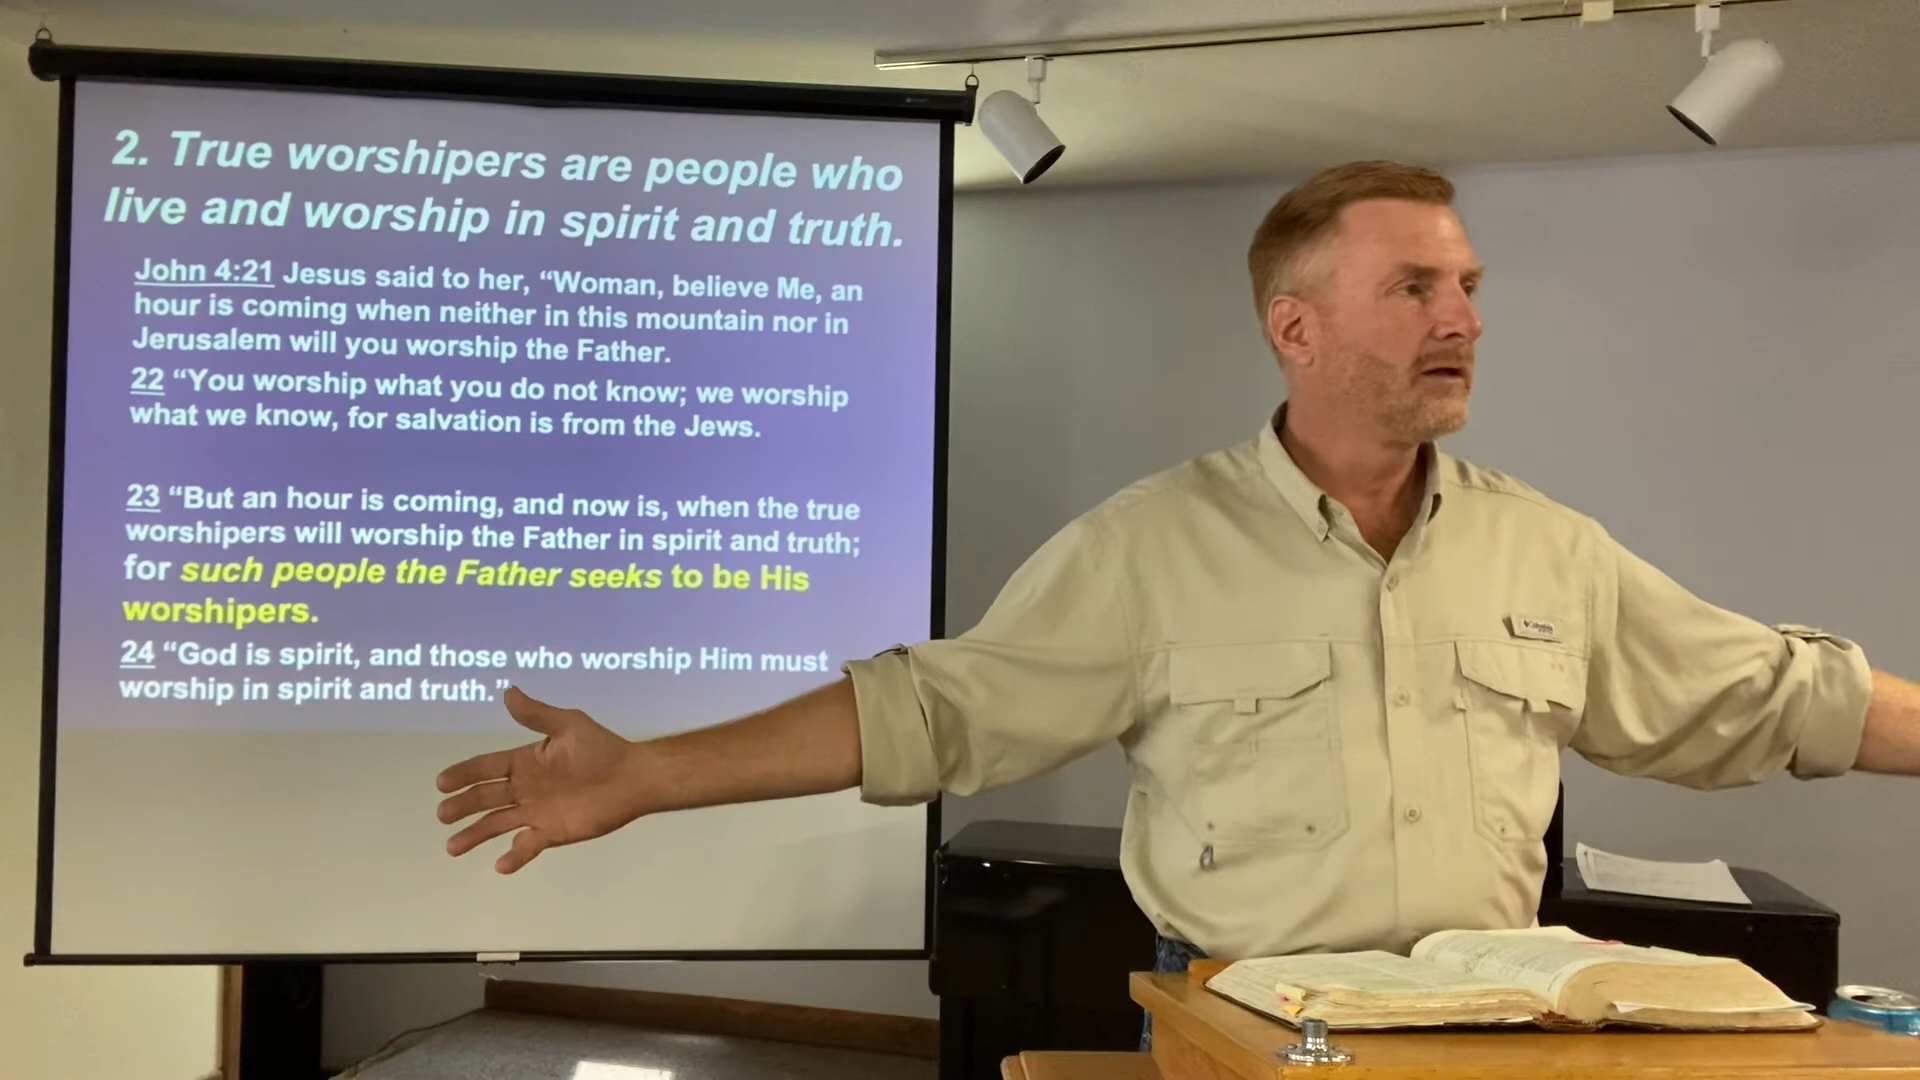 2. True worshipers are people who
live and worship in spirit and truth.
John 4:21 Jesus said to her, “Woman, believe Me, an
hour is coming when neither in this mountain nor in
Jerusalem will you worship the Father.
22 “You worship what you do not know; we worship
what we know, for salvation is from the Jews.
23 “But an hour is coming, and now is, when the true
worshipers will worship the Father in spirit and truth;
for such people the Father seeks to be His
worshipers.
24 “God is spirit, and those who worship Him must
worship in spirit and truth.”
Columbia